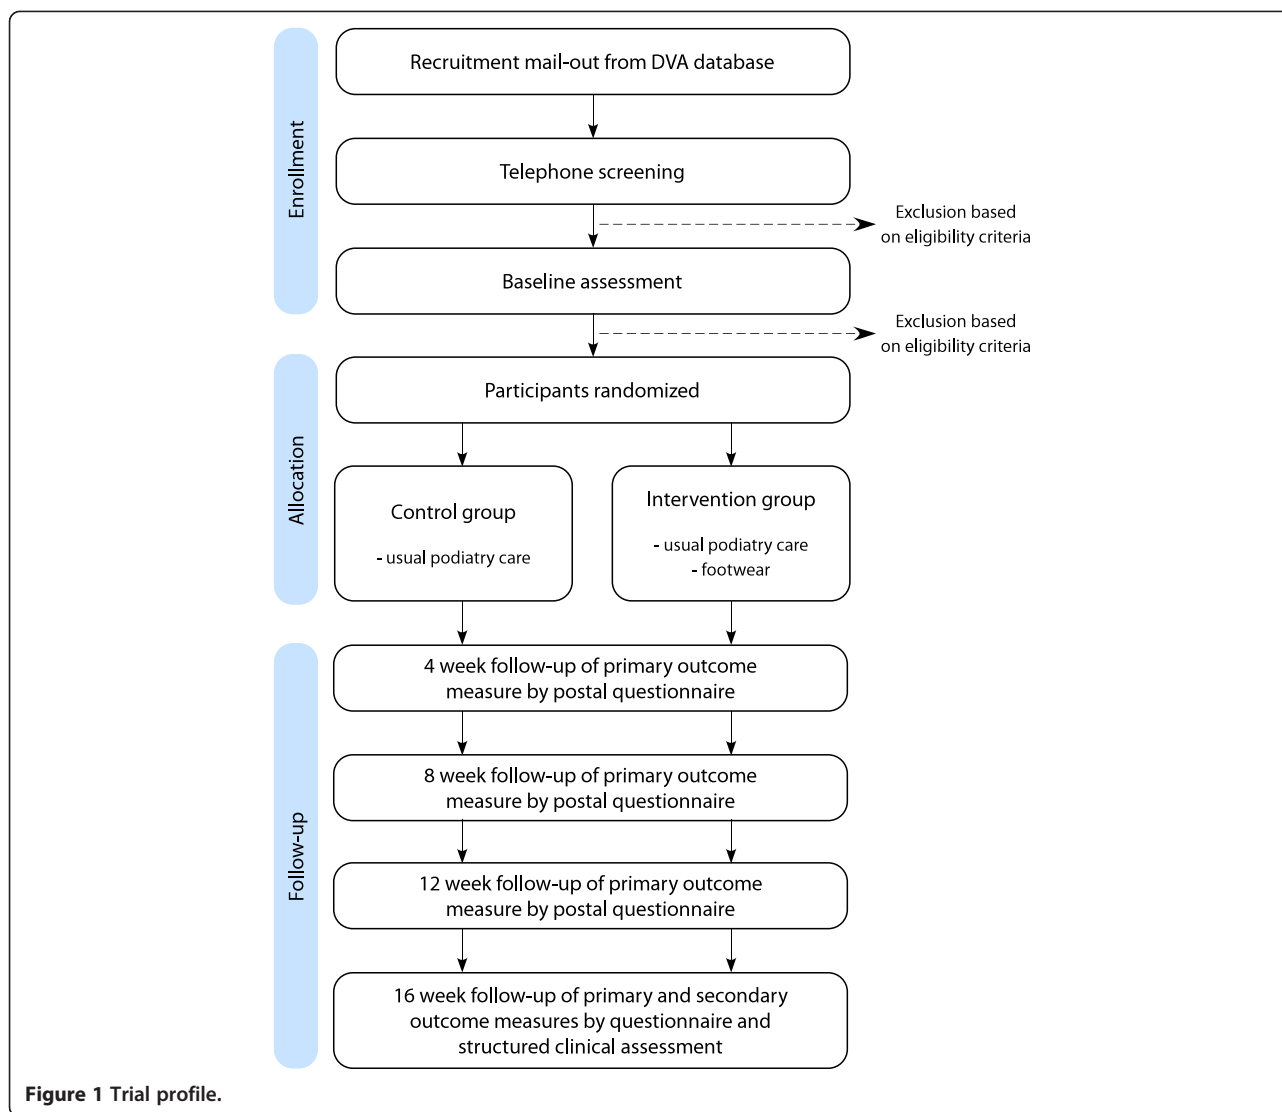 Enrollment
Recruitment mail-out from DVA database
Telephone screening
Exclusion based
on eligibility criteria
Baseline assessment
Exclusion based
on eligibility criteria
Allocation
Participants randomized
Control group
- usual podiatry care
Intervention group
- usual podiatry care
- footwear
Follow-up
4 week follow-up of primary outcome
measure by postal questionnaire
8 week follow-up of primary outcome
measure by postal questionnaire
12 week follow-up of primary outcome
measure by postal questionnaire
16 week follow-up of primary and secondary
outcome measures by questionnaire and
structured clinical assessment
Figure 1 Trial profile.